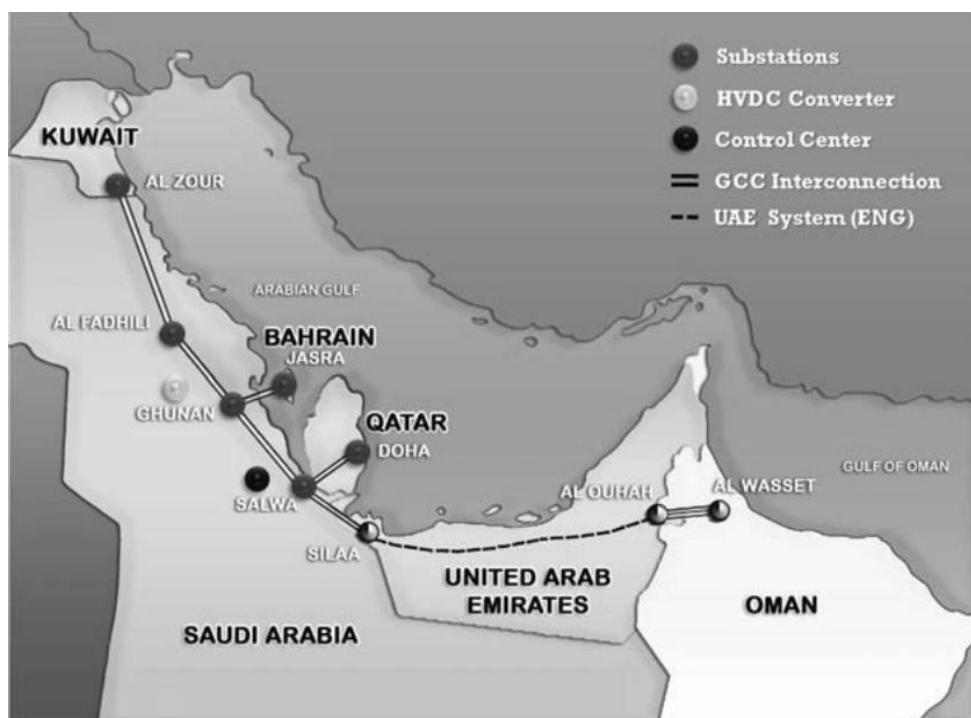 Substations
HVDC Converter
Control Center
GCC Interconnection
UAE System (ENG)
KUWAIT
AL ZOUR
ARABIAN GULF
AL FADHILI
BAHRAIN
JASRA
GHUNAN
QATAR
DOHA
GULF OF OMAN
SALWA
AL OUHAH
AL WASSET
SILAA
UNITED ARAB
EMIRATES
OMAN
SAUDI ARABIA